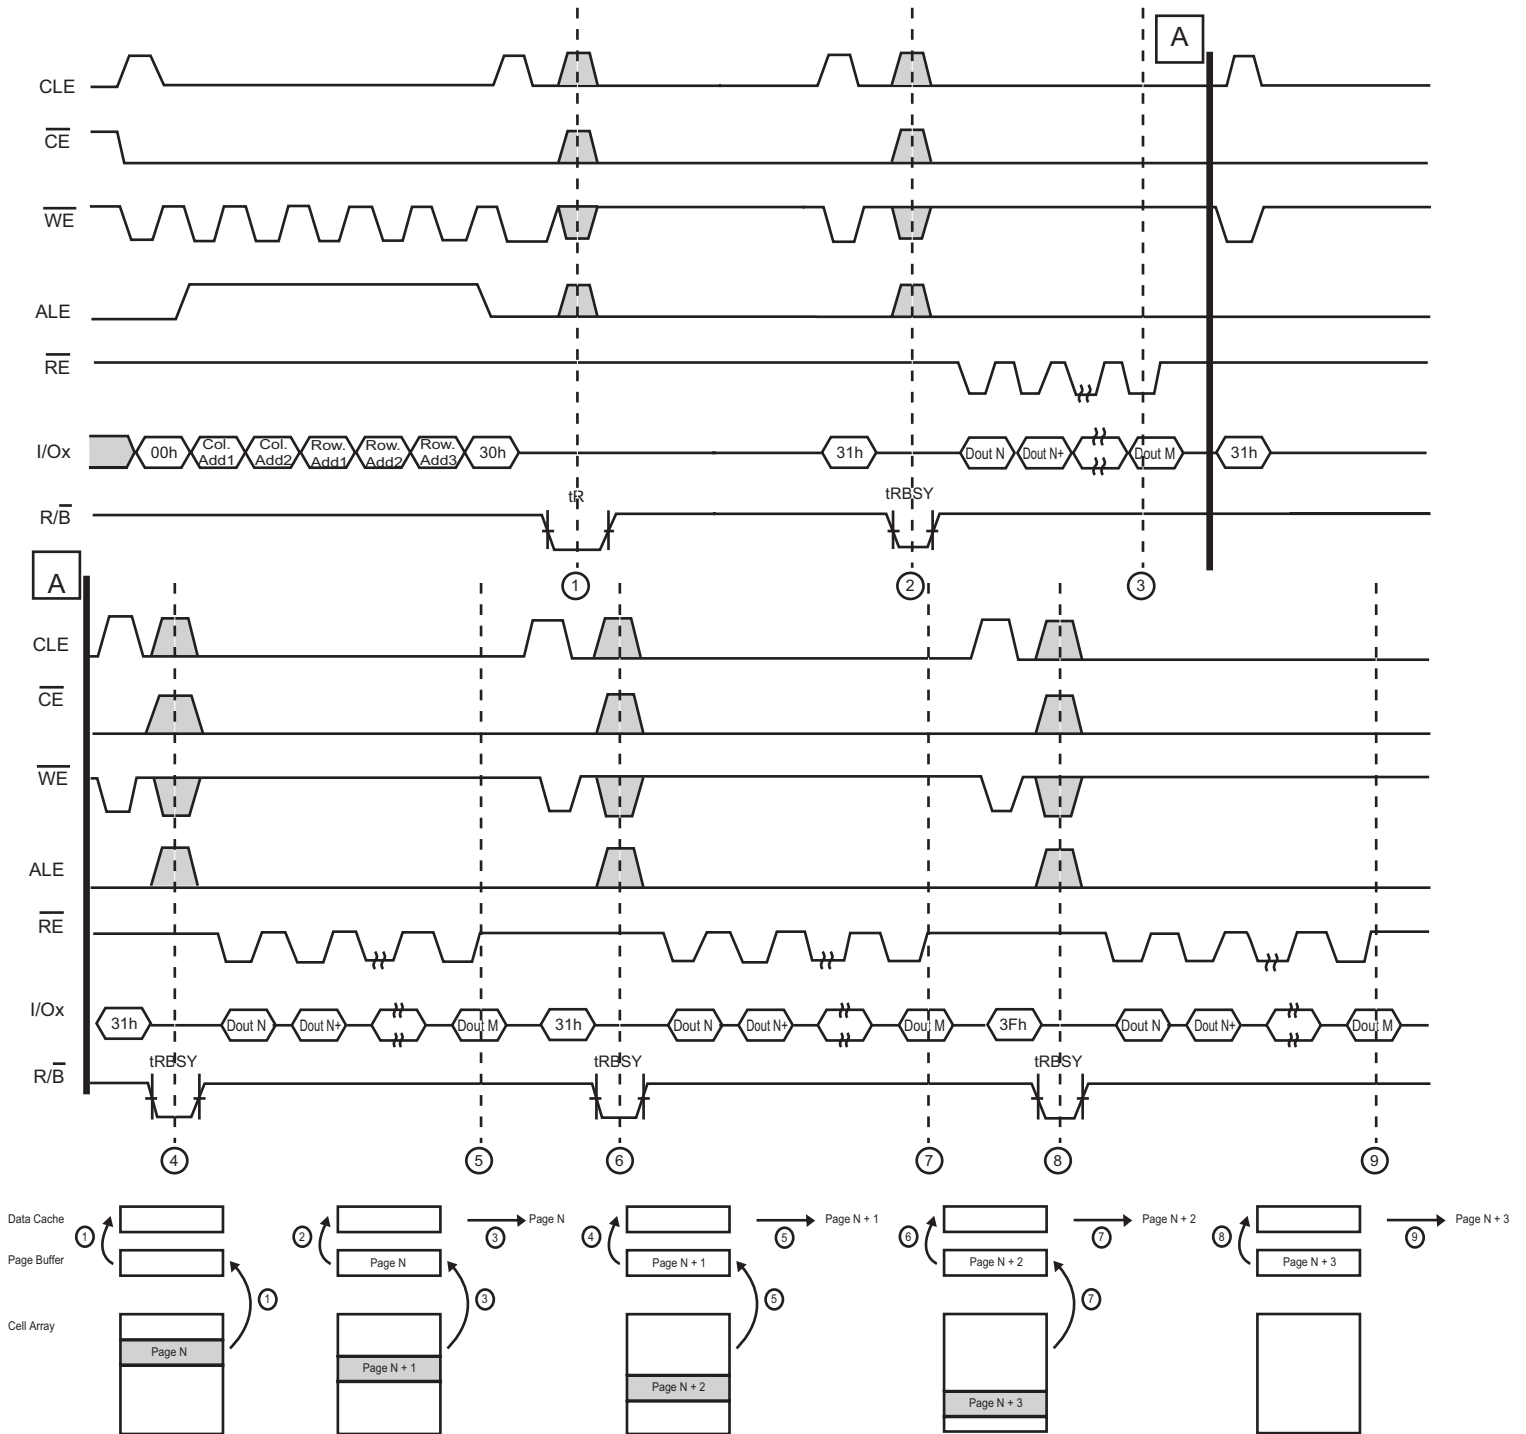 A
CLE
CE
WE
ALE
RE
I/Ox 00h Col. Add1 Col. Add2 Row. Add1 Row. Add2 Row. Add3 30h 31h Dout N Dout N+ Dout M 31h
tR tRBSY
R/B
1 2 3
A
CLE
CE
WE
ALE
RE
I/Ox 31h Dout N Dout N+ Dout M 31h Dout N Dout N+ Dout M 3Fh Dout N Dout N+ Dout M
tRBSY tRBSY tRBSY
R/B
4 5 6 7 8 9
Data Cache 1 2 3 Page N 4 5 Page N + 1 6 7 Page N + 2 8 9 Page N + 3
Page Buffer Page N Page N + 1 Page N + 2 Page N + 3
1 3 5 7
Cell Array
Page N
Page N + 1
Page N + 2
Page N + 3